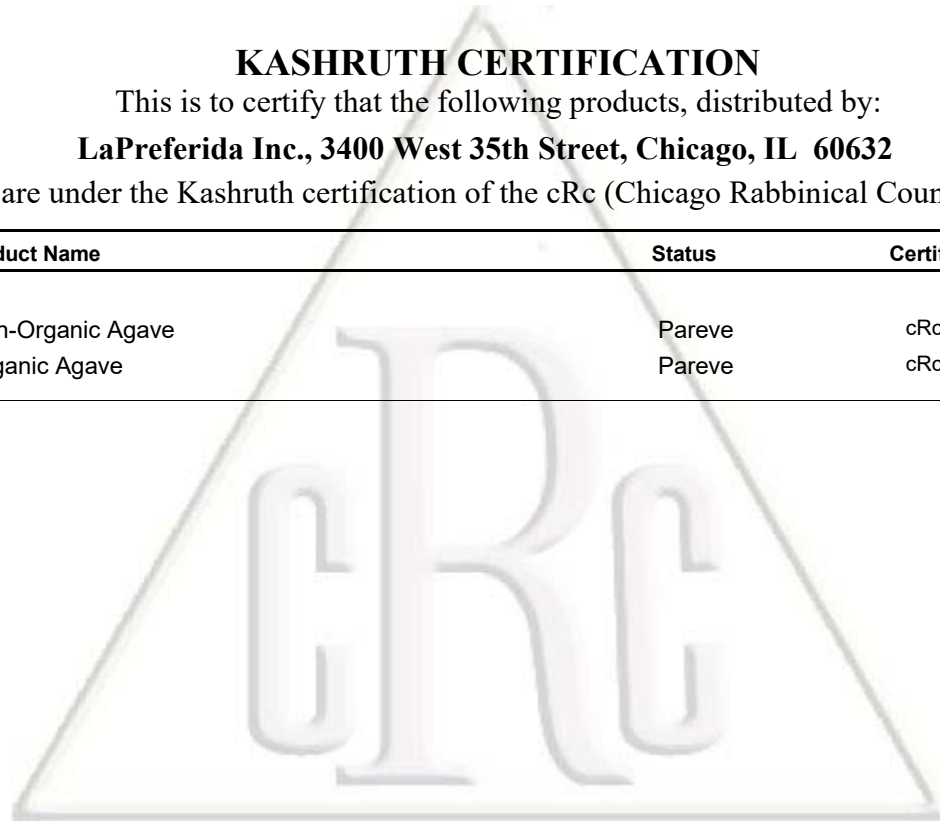 KASHRUTH CERTIFICATION
This is to certify that the following products, distributed by:
LaPreferida Inc., 3400 West 35th Street, Chicago, IL 60632
are under the Kashruth certification of the cRc (Chicago Rabbinical Coun
duct Name Status Certif
n-Organic Agave Pareve cRc
ganic Agave Pareve cRc
cRc